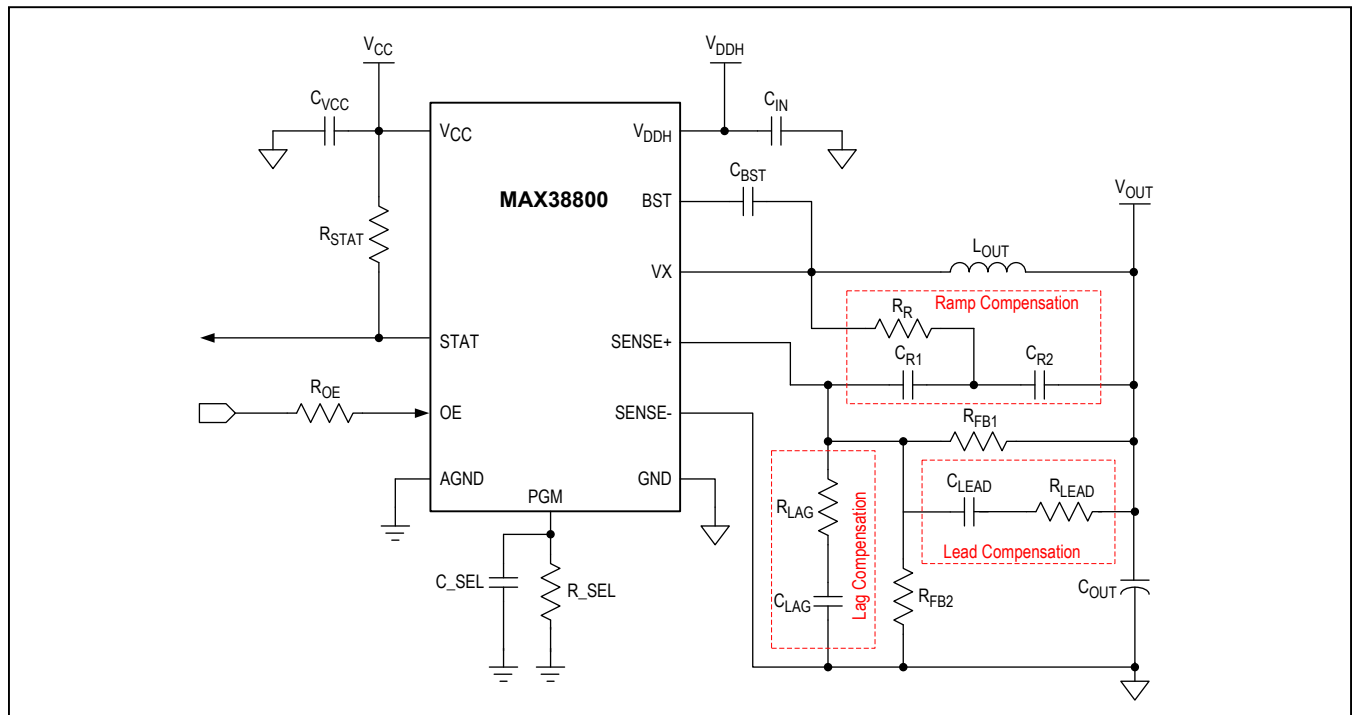 VCC
VDDH
CVCC
CIN
VCC
VDDH
MAX38800
CBST
BST
VOUT
RSTAT
LOUT
VX
Ramp Compensation
RR
STAT
SENSE+
CR1
CR2
ROE
OE
SENSE-
RFB1
AGND
GND
CLEAD
RLEAD
PGM
RLAG
Lag Compensation
Lead Compensation
C_SEL
R_SEL
CLAG
RFB2
COUT